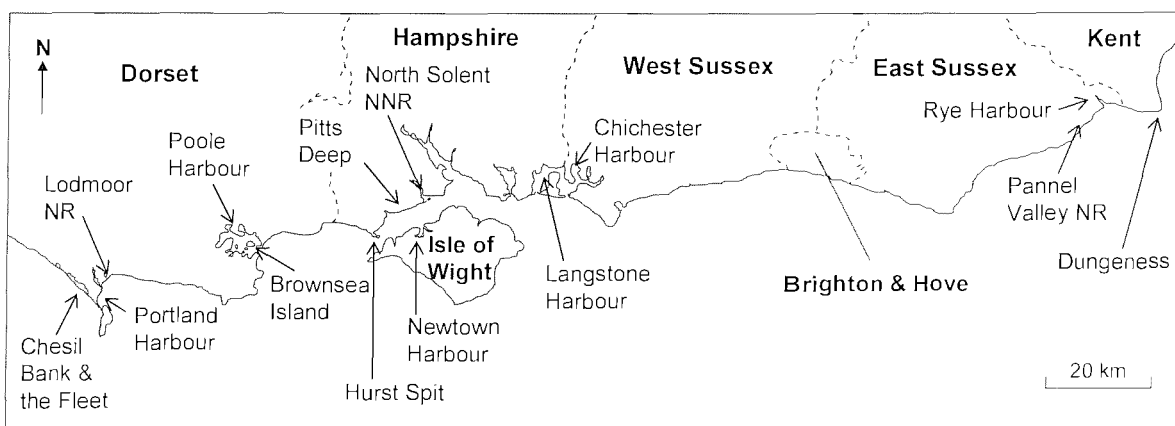 N
Dorset
Hampshire
West Sussex
East Sussex
Kent
North Solent
NNR
Pitts
Deep
Poole
Harbour
Lodmoor
NR
Chichester
Harbour
Rye Harbour
Isle of
Wight
Brownsea
Island
Portland
Harbour
Chesil
Bank &
the Fleet
Newtown
Harbour
Hurst Spit
Langstone
Harbour
Brighton & Hove
Pannel
Valley NR
Dungeness
20 km